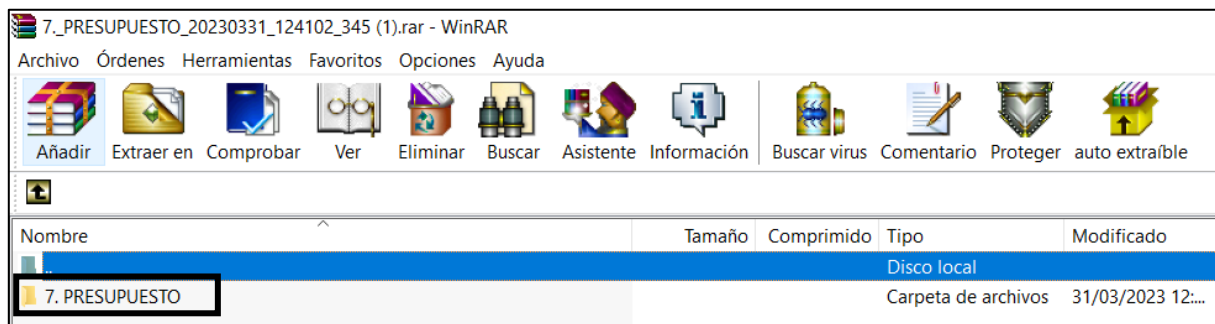 7._PRESUPUESTO_20230331_124102_345 (1).rar - WinRAR
Archivo Órdenes Herramientas Favoritos Opciones Ayuda
Añadir Extraer en Comprobar Ver Eliminar Buscar Asistente Información Buscar virus Comentario Proteger auto extraíble
Nombre Tamaño Comprimido Tipo Modificado
.. Disco local
7. PRESUPUESTO Carpeta de archivos 31/03/2023 12:...